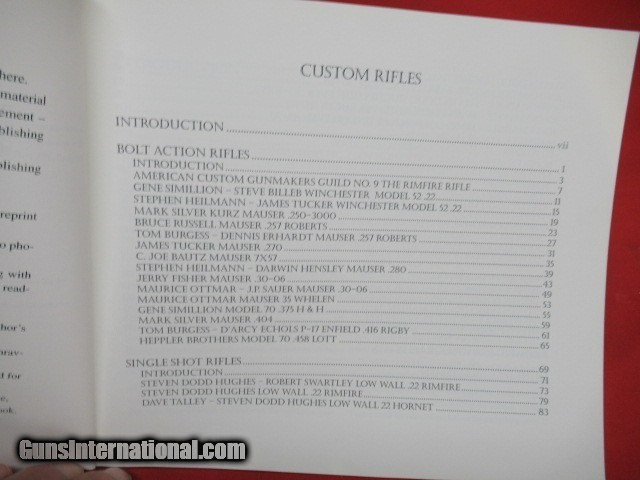 here.
material
ement –
blishing
blishing
reprint
o pho-
ng with
read-
hor's
orav-
d for
e,
ook.
CUSTOM RIFLES
INTRODUCTION vii
BOLT ACTION RIFLES 1
INTRODUCTION 3
AMERICAN CUSTOM GUNMAKERS GUILD NO. 9 THE RIMFIRE RIFLE 7
GENE SIMILLION – STEVE BILLEB WINCHESTER MODEL 52 .22 11
STEPHEN HEILMANN – JAMES TUCKER WINCHESTER MODEL 52 .22 15
MARK SILVER KURZ MAUSER .250-3000 19
BRUCE RUSSELL MAUSER .257 ROBERTS 23
TOM BURGESS – DENNIS ERHARDT MAUSER .257 ROBERTS 27
JAMES TUCKER MAUSER .270 31
C. JOE BAUTZ MAUSER 7X57 35
STEPHEN HEILMANN – DARWIN HENSLEY MAUSER .280 39
JERRY FISHER MAUSER .30-06 43
MAURICE OTTMAR – J.P. SAUER MAUSER .30-06 49
MAURICE OTTMAR MAUSER 35 WHELEN 53
GENE SIMILLION MODEL 70 .375 H & H 55
MARK SILVER MAUSER .404 59
TOM BURGESS – D'ARCY ECHOLS P-17 ENFIELD .416 RIGBY 61
HEPPLER BROTHERS MODEL 70 .458 LOTT 65
SINGLE SHOT RIFLES 69
INTRODUCTION 71
STEVEN DODD HUGHES – ROBERT SWARTLEY LOW WALL .22 RIMFIRE 73
STEVEN DODD HUGHES LOW WALL .22 RIMFIRE 79
DAVE TALLEY – STEVEN DODD HUGHES LOW WALL 22 HORNET 83
GunsInternational.com